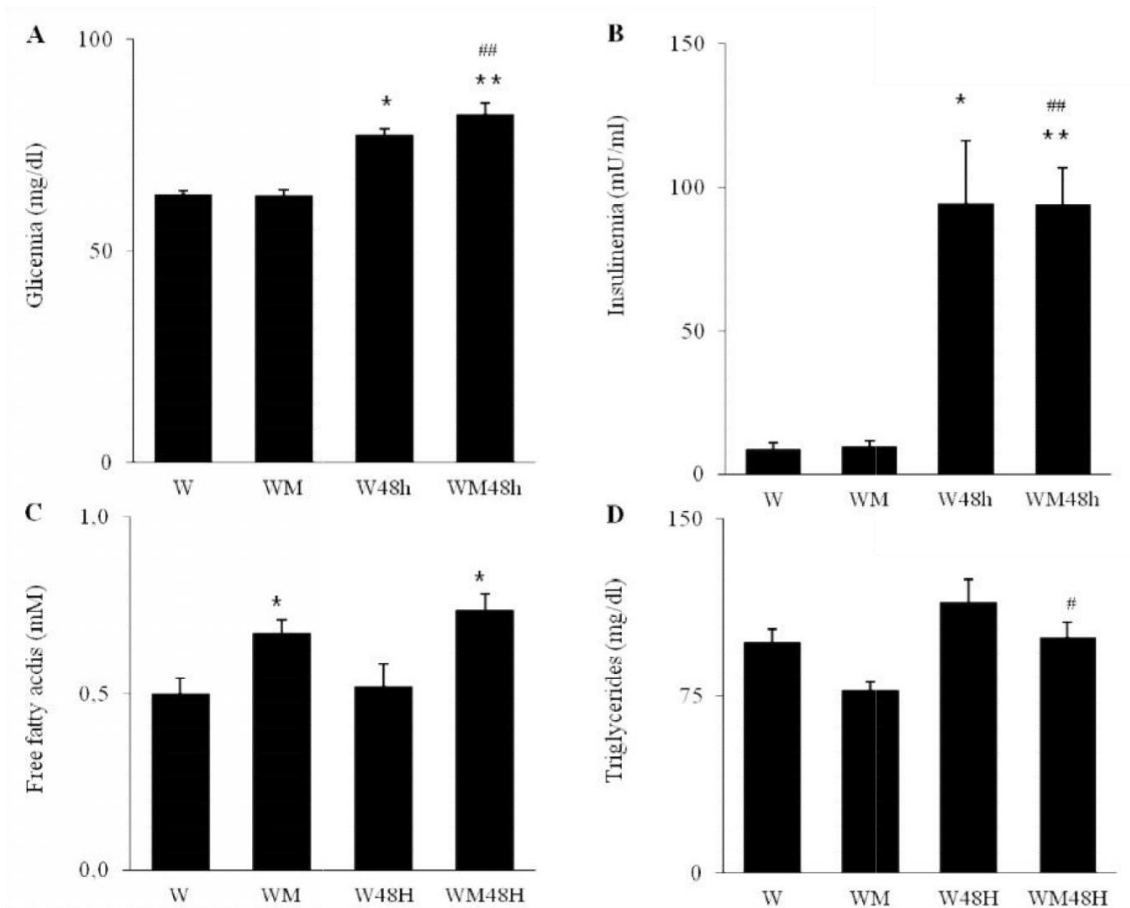 A
100
50
0
Glicemia (mg/dl)
*
##
**
W WM W48h WM48h
B
150
100
50
0
Insulinemia (mU/ml)
*
##
**
W WM W48h WM48h
C
1.0
0.5
0.0
Free fatty acdis (mM)
*
*
W WM W48H WM48H
D
150
75
0
Triglycerides (mg/dl)
#
W WM W48H WM48H